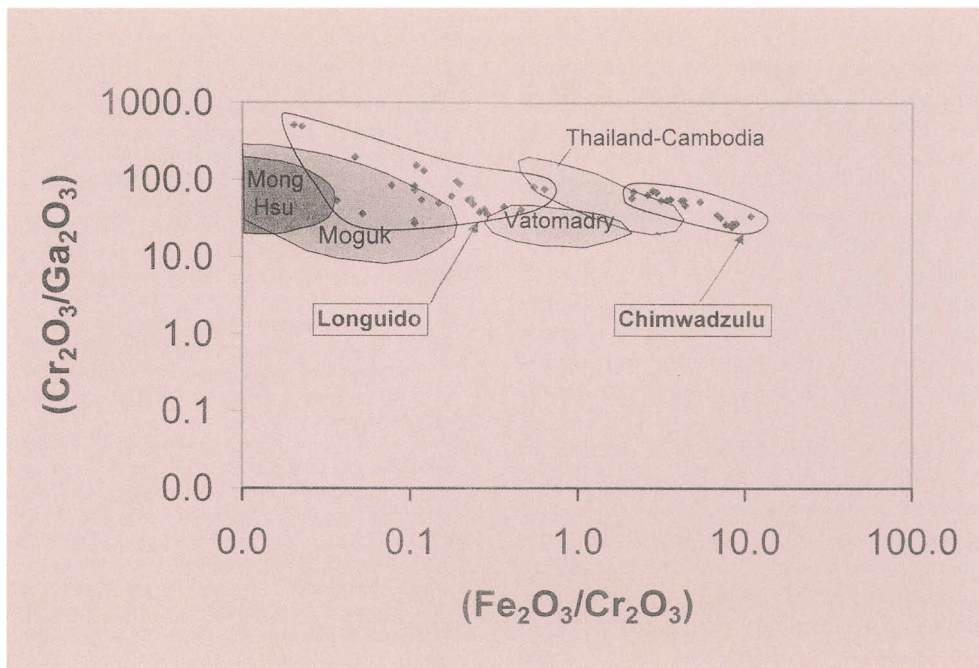 1000.0
100.0
10.0
1.0
0.1
0.0
(Cr₂O₃/Ga₂O₃)
Thailand-Cambodia
Mong
Hsu
Moguk
Vatomadry
Longuido
Chimwadzulu
0.0 0.1 1.0 10.0 100.0
(Fe₂O₃/Cr₂O₃)